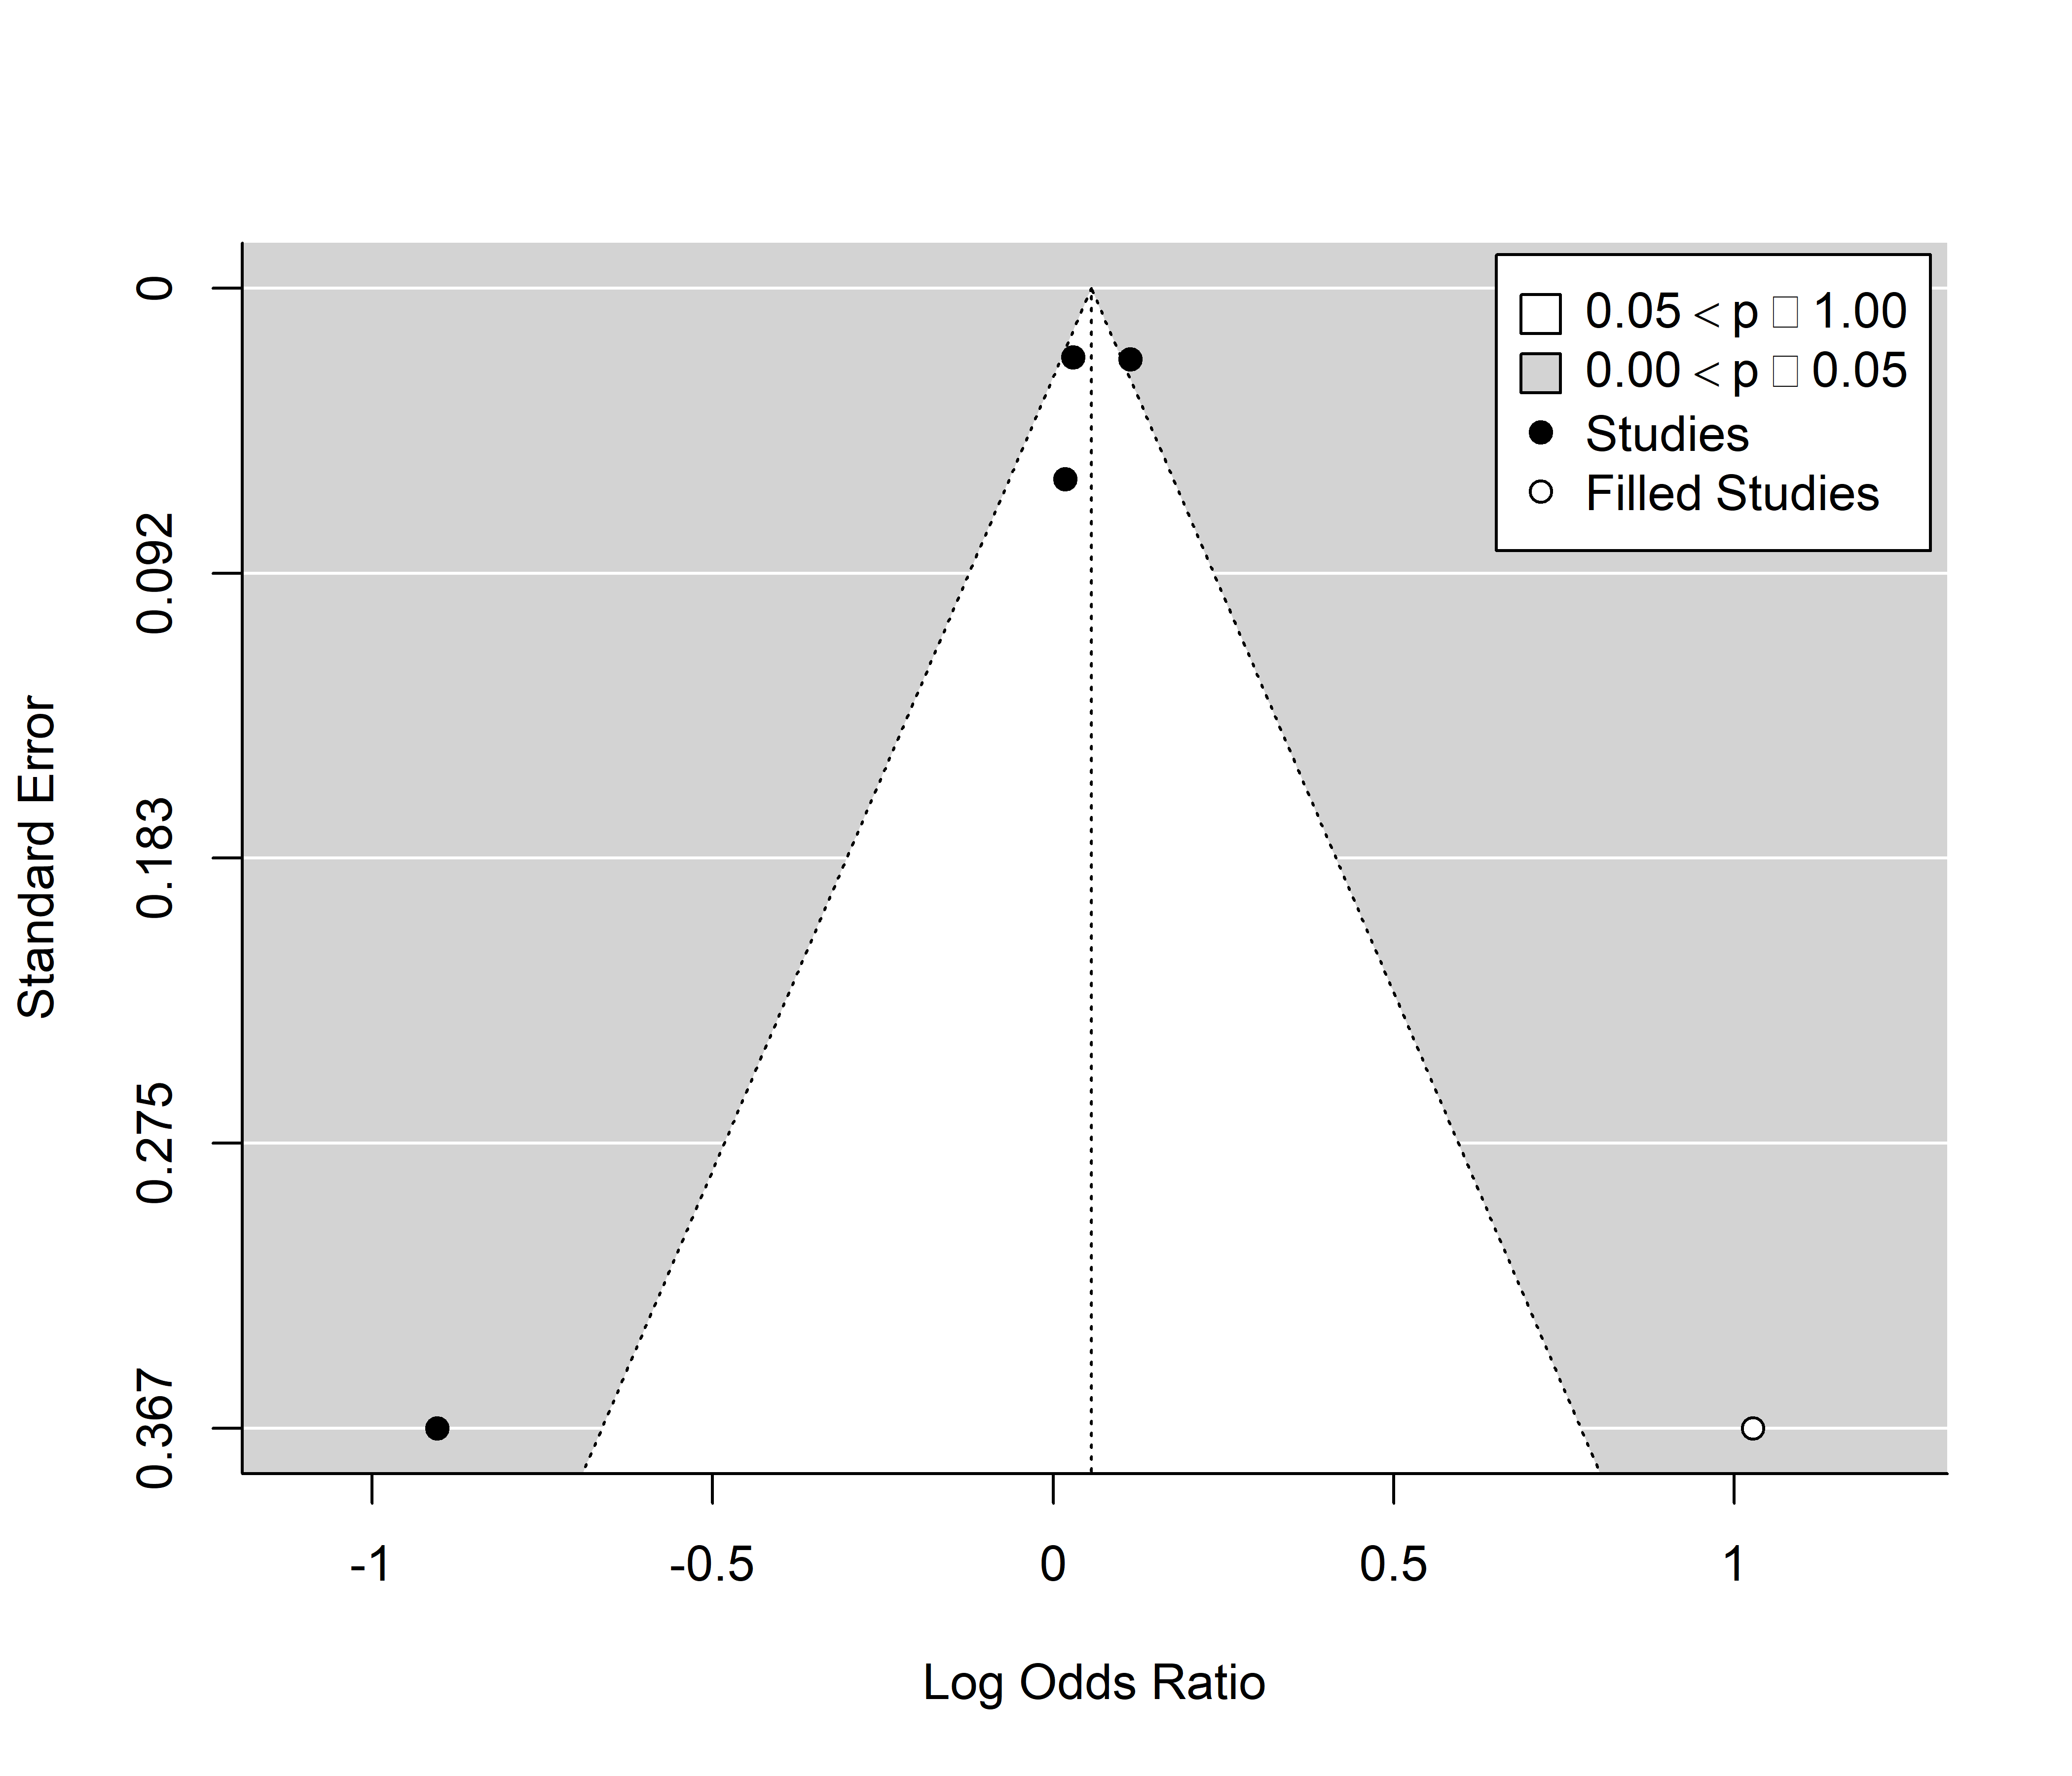 0.05 < p □ 1.00
0.00 < p □ 0.05
Studies
Filled Studies
Standard Error
0
0.092
0.183
0.275
0.367
-1
-0.5
0
0.5
1
Log Odds Ratio